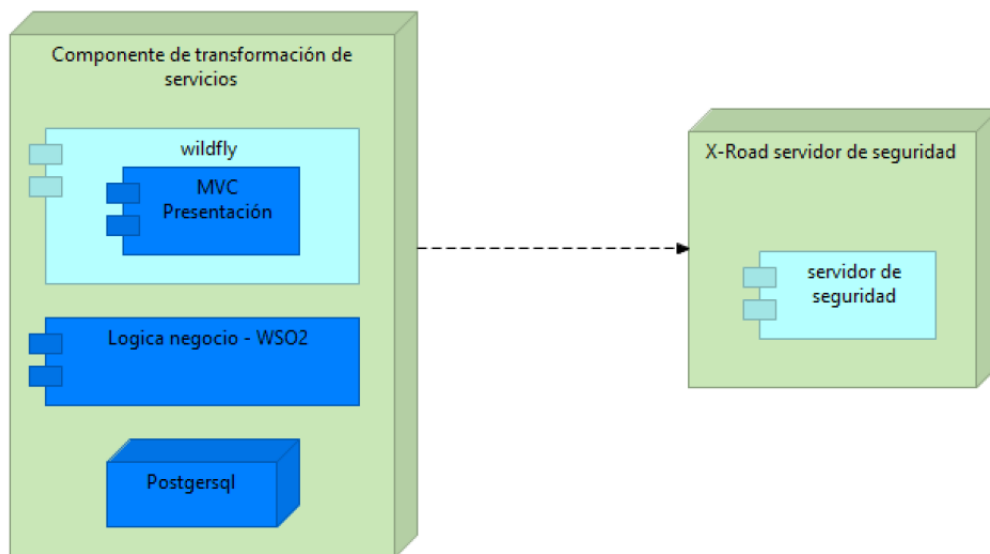 Componente de transformación de
servicios
wildfly
MVC
Presentación
Logica negocio - WSO2
Postgersql
X-Road servidor de seguridad
servidor de
seguridad